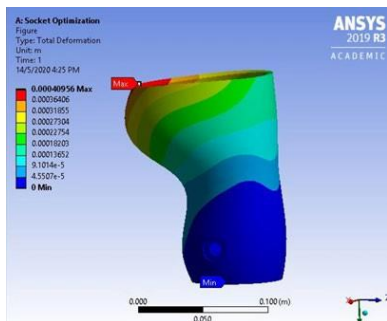 A: Socket Optimization
Figure
Type: Total Deformation
Unit: m
Time: 1
14/5/2020 4:25 PM
0.00040956 Max
0.00036406
0.00031855
0.00027304
0.00022754
0.00018203
0.00013652
9.1014e-5
4.5507e-5
0 Min
ANSYS
2019 R3
ACADEMIC
Max
Min
0.000
0.100 (m)
0.050